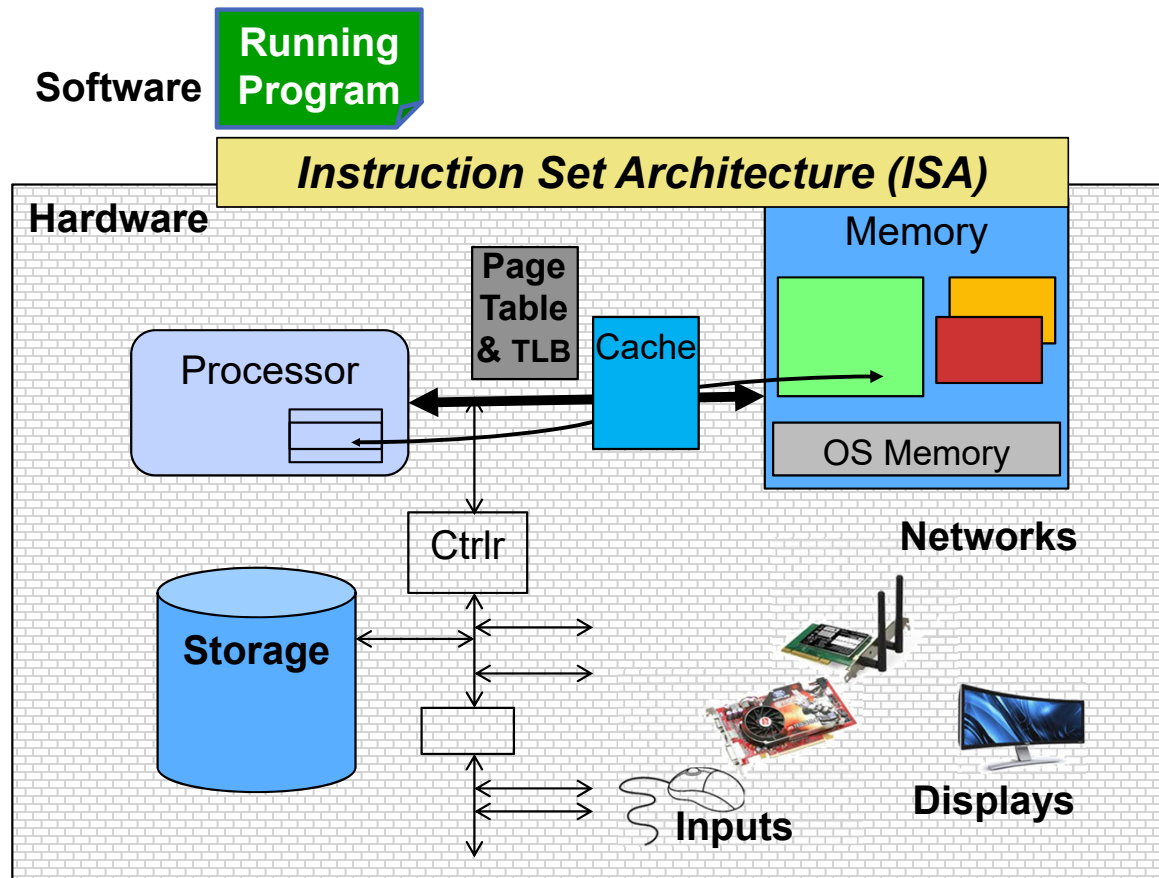 Running
Program
Software
Instruction Set Architecture (ISA)
Hardware
Memory
Page
Table
& TLB
Cache
Processor
OS Memory
Ctrlr
Networks
Storage
Displays
Inputs